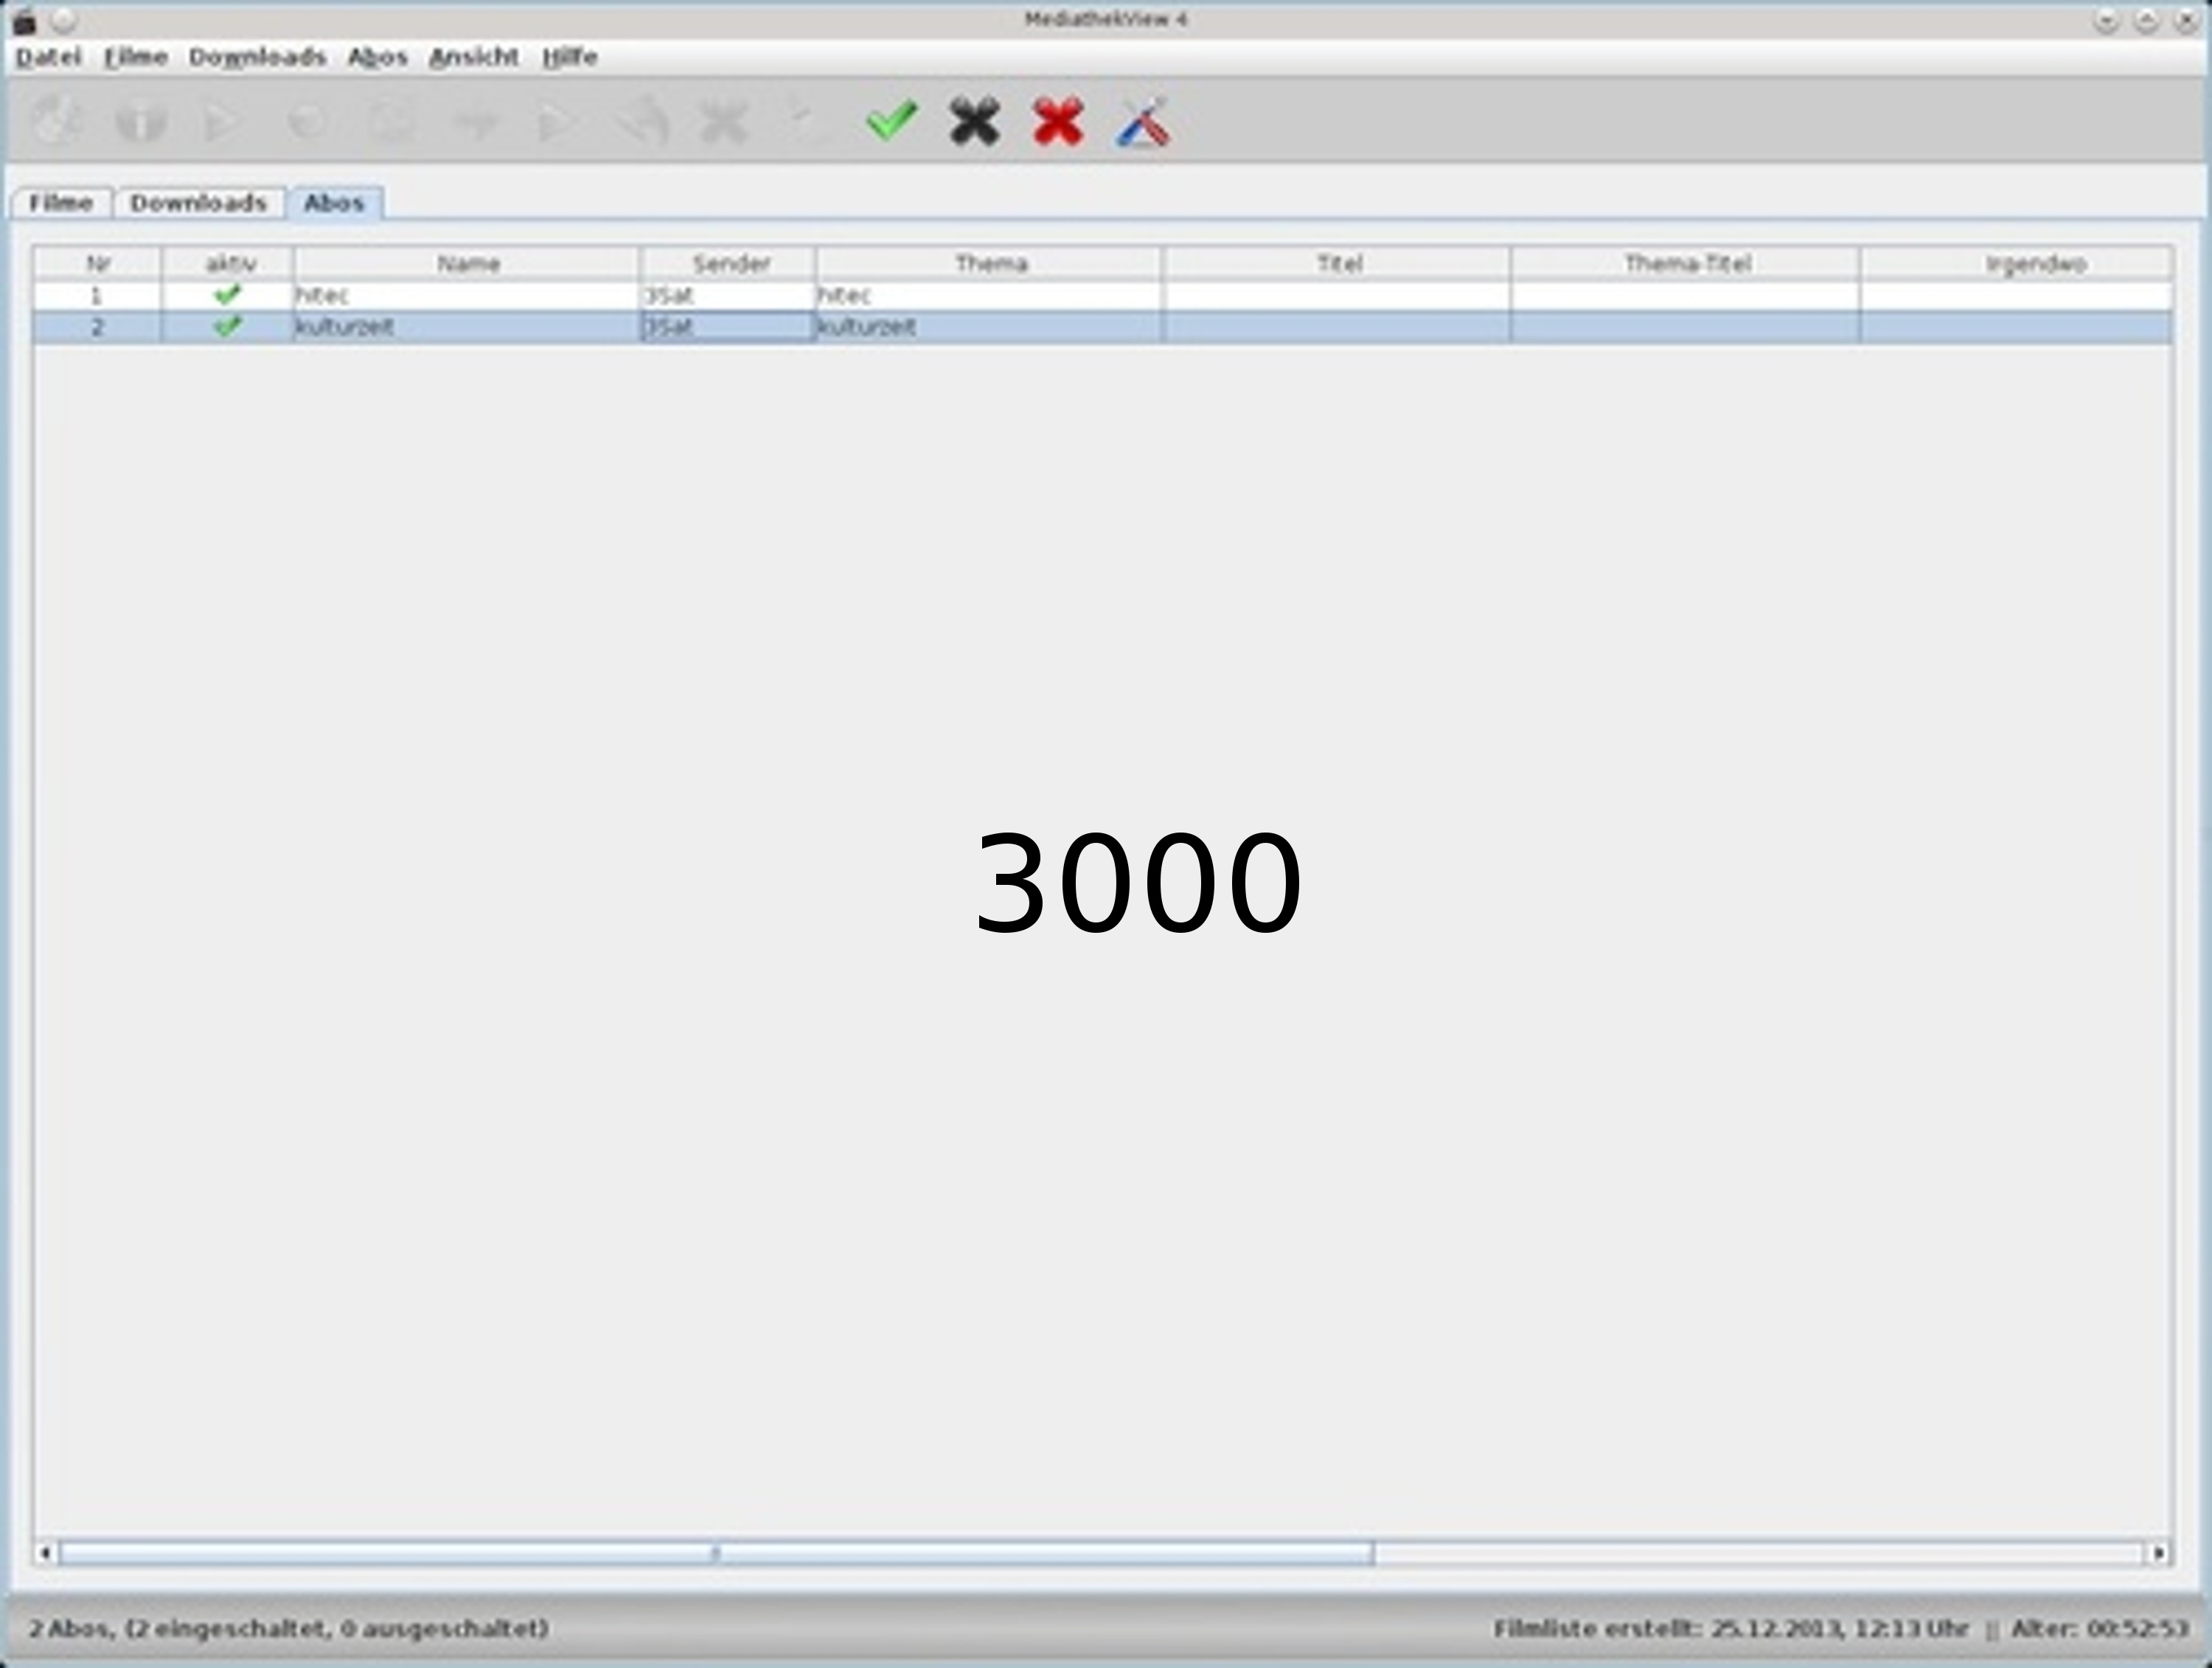 MediathekView 4
Datei Filme Downloads Abos Ansicht Hilfe
Filme Downloads Abos
Nr aktiv Name Sender Thema Titel Thema-Titel Irgendwo
1 hitec 3Sat hitec
2 kulturzeit 3Sat kulturzeit
3000
2 Abos, (2 eingeschaltet, 0 ausgeschaltet) Filmliste erstellt: 25.12.2013, 12:13 Uhr || Alter: 00:52:53